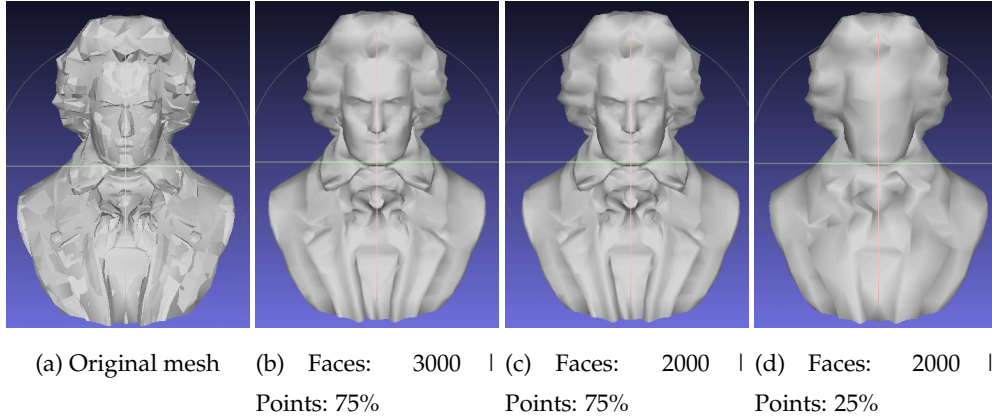 (a) Original mesh
(b) Faces: 3000 |
Points: 75%
(c) Faces: 2000 |
Points: 75%
(d) Faces: 2000 |
Points: 25%